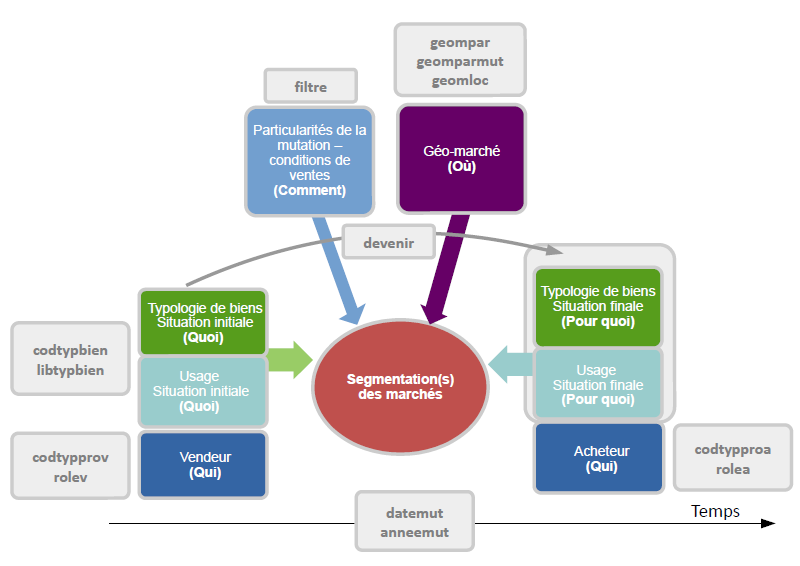 geompar
geomparmut
geomloc
filtre
Particularités de la
mutation –
conditions de
ventes
(Comment)
Géo-marché
(Où)
devenir
Typologie de biens
Situation initiale
(Quoi)
Usage
Situation initiale
(Quoi)
Vendeur
(Qui)
codtypbien
libtypbien
codtypprov
rolev
Segmentation(s)
des marchés
Typologie de biens
Situation finale
(Pour quoi)
Usage
Situation finale
(Pour quoi)
Acheteur
(Qui)
codtypproa
rolea
datemut
anneemut
Temps